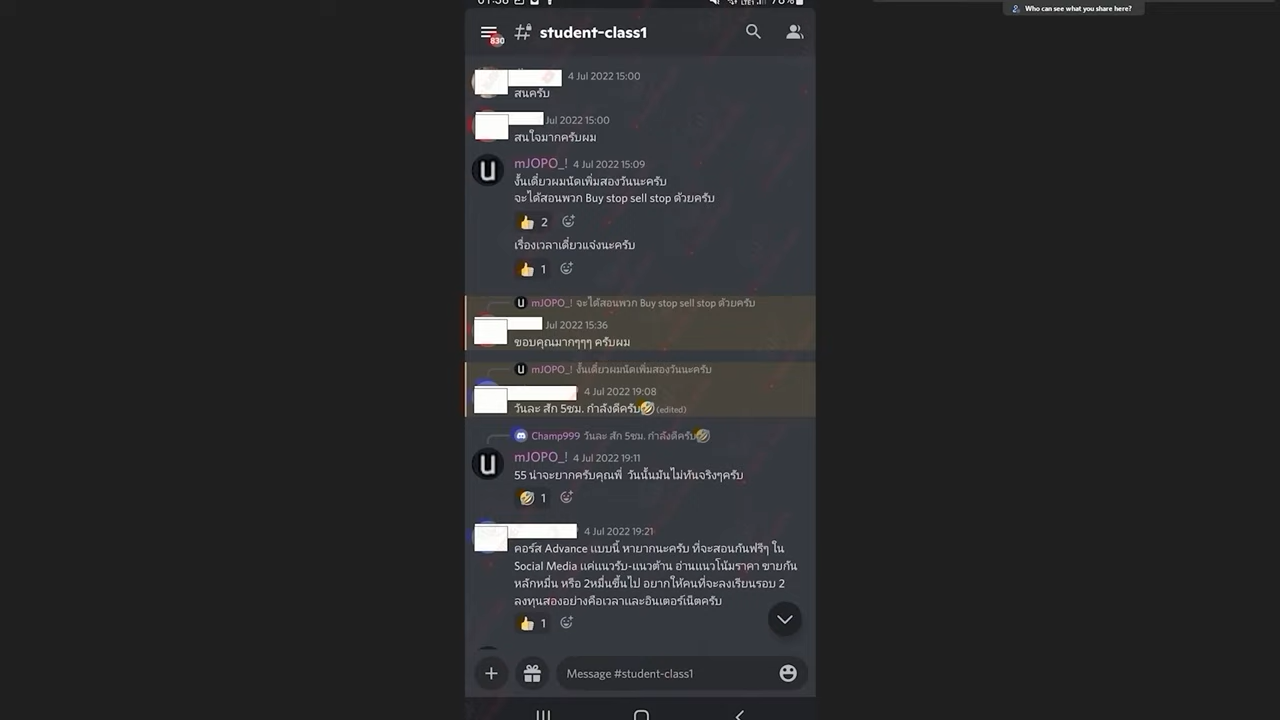 Who can see what you share here?
# student-class1
830
4 Jul 2022 15:00
สนครับ
Jul 2022 15:00
สนใจมากครับผม
mJOPO_! 4 Jul 2022 15:09
งั้นเดี่ยวผมนัดเพิ่มสองวันนะครับ
จะได้สอนพวก Buy stop sell stop ด้วยครับ
2
เรื่องเวลาเดี่ยวแจ่งนะครับ
1
mJOPO_! จะได้สอนพวก Buy stop sell stop ด้วยครับ
Jul 2022 15:36
ขอบคุณมากๆๆๆ ครับผม
mJOPO_! งั้นเดี่ยวผมนัดเพิ่มสองวันนะครับ
4 Jul 2022 19:08
วันละ สัก 5ชม. กำลังดีครับ🤣 (edited)
Champ999 วันละ สัก 5ชม. กำลังดีครับ🤣
mJOPO_! 4 Jul 2022 19:11
55 น่าจะยากครับคุณพี่ วันนั้นมันไม่ทันจริงๆครับ
1
4 Jul 2022 19:21
คอร์ส Advance แบบนี้ หายากนะครับ ที่จะสอนกันฟรีๆ ใน
Social Media แค่แนวรับ-แนวต้าน อ่านแนวโน้มราคา ขายกัน
หลักหมื่น หรือ 2หมื่นขึ้นไป อยากให้คนที่จะลงเรียนรอบ 2
ลงทุนสองอย่างคือเวลาและอินเตอร์เน็ตครับ
1
Message #student-class1